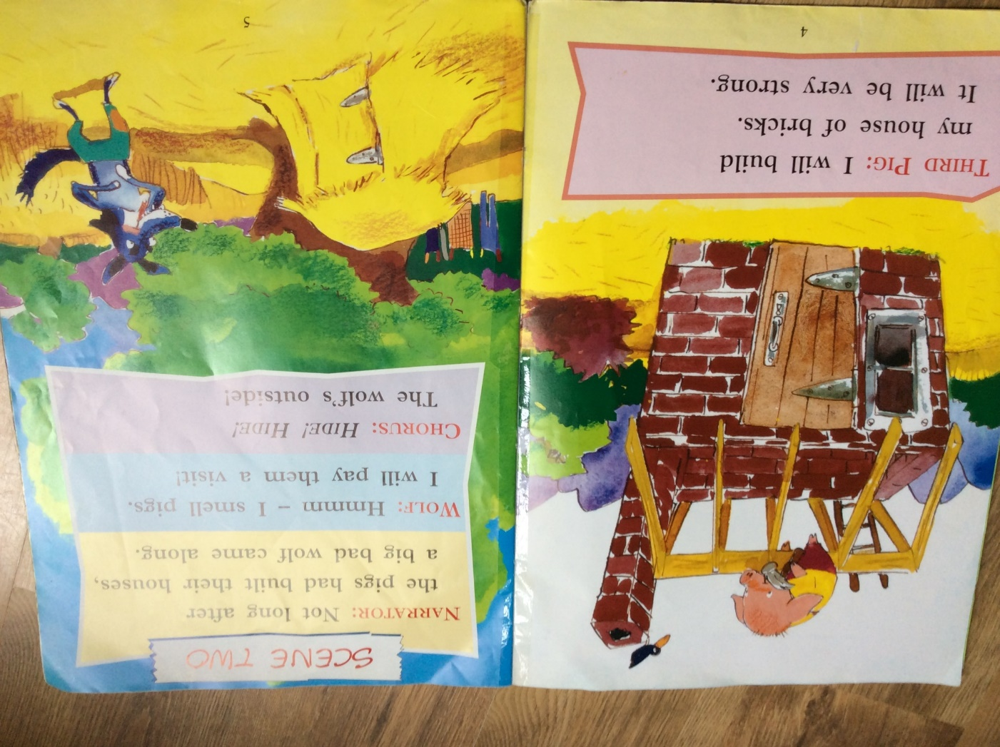 THIRD PIG: I will build
my house of bricks.
It will be very strong.
4
SCENE TWO
NARRATOR: Not long after
the pigs had built their houses,
a big bad wolf came along.
WOLF: Hmmm – I smell pigs.
I will pay them a visit!
CHORUS: HIDE! HIDE!
The wolf's outside!
5